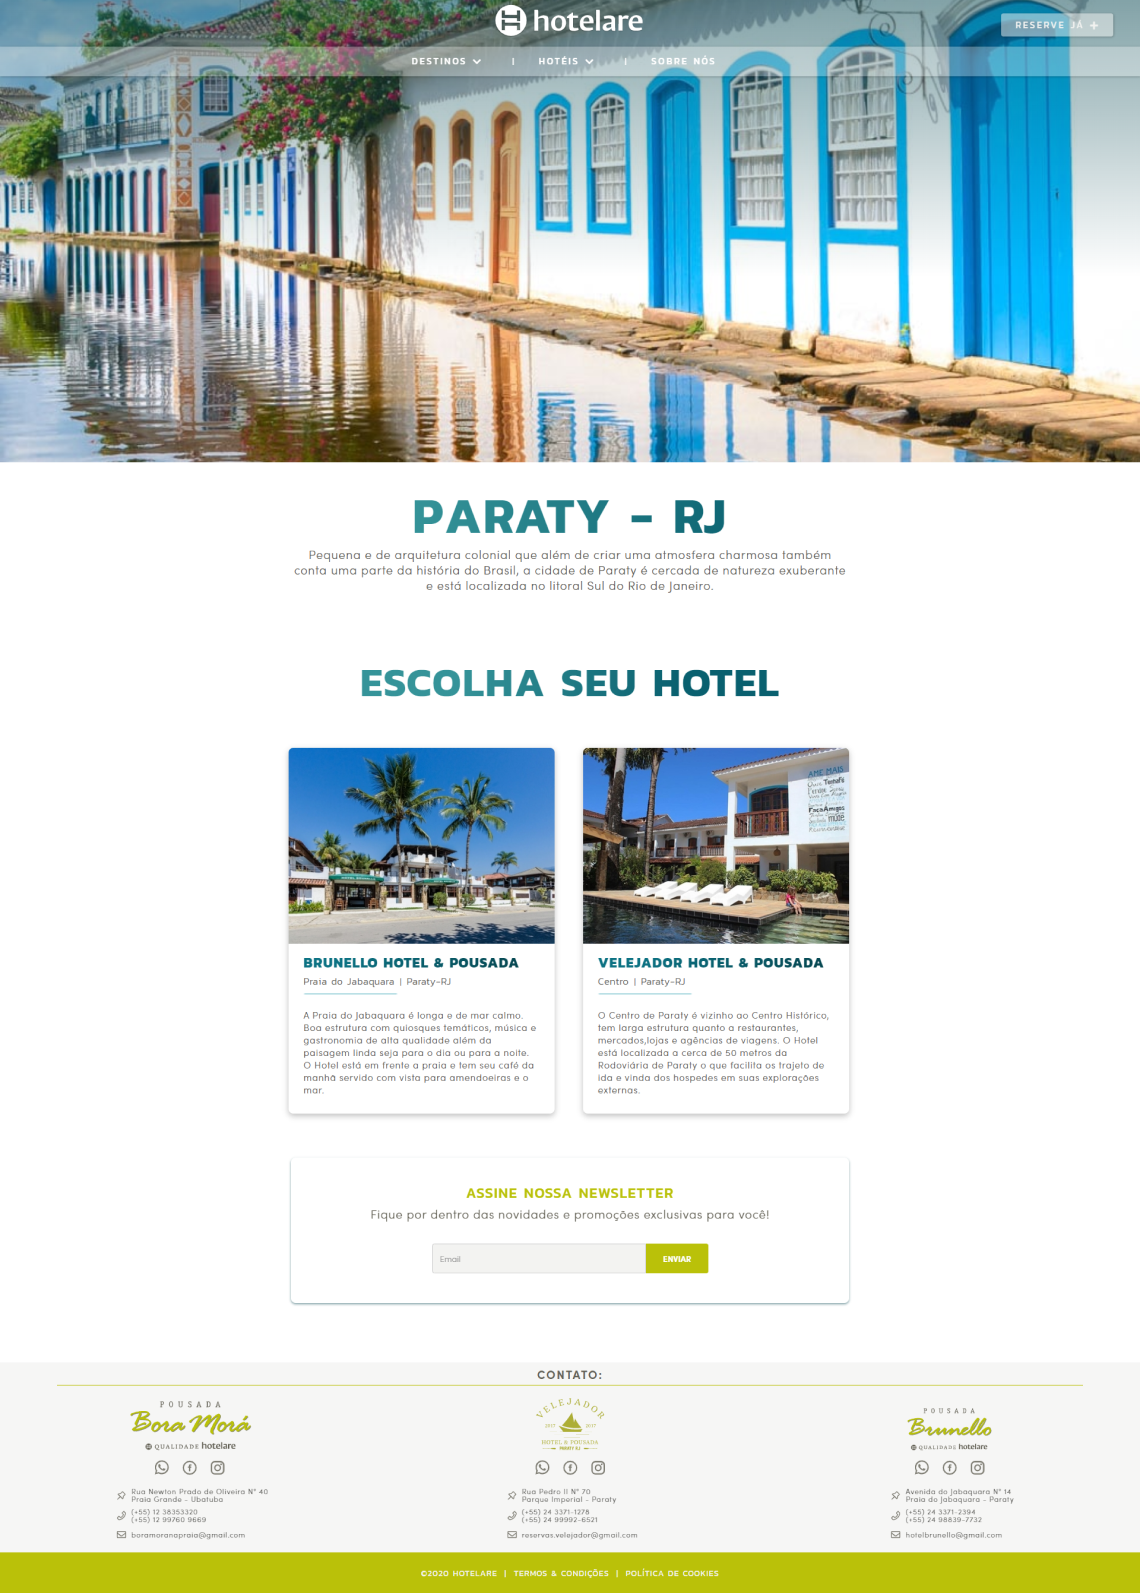 hotelare
RESERVE JÁ +
DESTINOS | HOTÉIS | SOBRE NÓS
PARATY - RJ
Pequena e de arquitetura colonial que além de criar uma atmosfera charmosa também
conta uma parte da história do Brasil, a cidade de Paraty é cercada de natureza exuberante
e está localizada no litoral Sul do Rio de Janeiro.
ESCOLHA SEU HOTEL
AME MAIS
FaçaAmigos
BRUNELLO HOTEL & POUSADA
Praia do Jabaquara | Paraty-RJ
A Praia do Jabaquara é longa e de mar calmo.
Boa estrutura com quiosques temáticos, música e
gastronomia de alta qualidade além da
paisagem linda seja para o dia ou para a noite.
O Hotel está em frente a praia e tem seu café da
manhã servido com vista para amendoeiras e o
mar.
VELEJADOR HOTEL & POUSADA
Centro | Paraty-RJ
O Centro de Paraty é vizinho ao Centro Histórico,
tem larga estrutura quanto a restaurantes,
mercados,lojas e agências de viagens. O Hotel
está localizada a cerca de 50 metros da
Rodoviária de Paraty o que facilita os trajeto de
ida e vinda dos hospedes em suas explorações
externas.
ASSINE NOSSA NEWSLETTER
Fique por dentro das novidades e promoções exclusivas para você!
Email
ENVIAR
CONTATO:
POUSADA
Bora Morá
QUALIDADE hotelare
Rua Newton Prado de Oliveira N° 40
Praia Grande - Ubatuba
(+55) 12 38353320
(+55) 12 99760 9669
boramoranapraia@gmail.com
VELEJADOR
2017 2017
HOTEL & POUSADA
PARATY RJ
Rua Pedro II N° 70
Parque Imperial - Paraty
(+55) 24 3371-1278
(+55) 24 99992-6521
reservas.velejador@gmail.com
POUSADA
Brunello
QUALIDADE hotelare
Avenida do Jabaquara N° 14
Praia do Jabaquara - Paraty
(+55) 24 3371-2394
(+55) 24 98839-7732
hotelbrunello@gmail.com
©2020 HOTELARE | TERMOS & CONDIÇÕES | POLÍTICA DE COOKIES